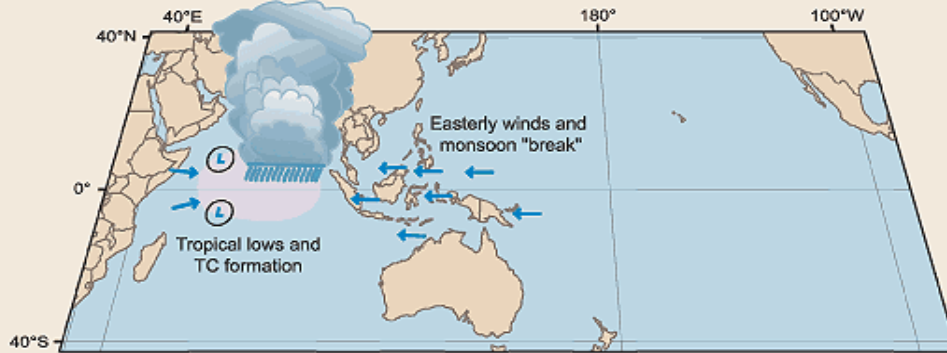 40°E
180°
100°W
40°N
Easterly winds and
monsoon "break"
L
0°
L
Tropical lows and
TC formation
40°S